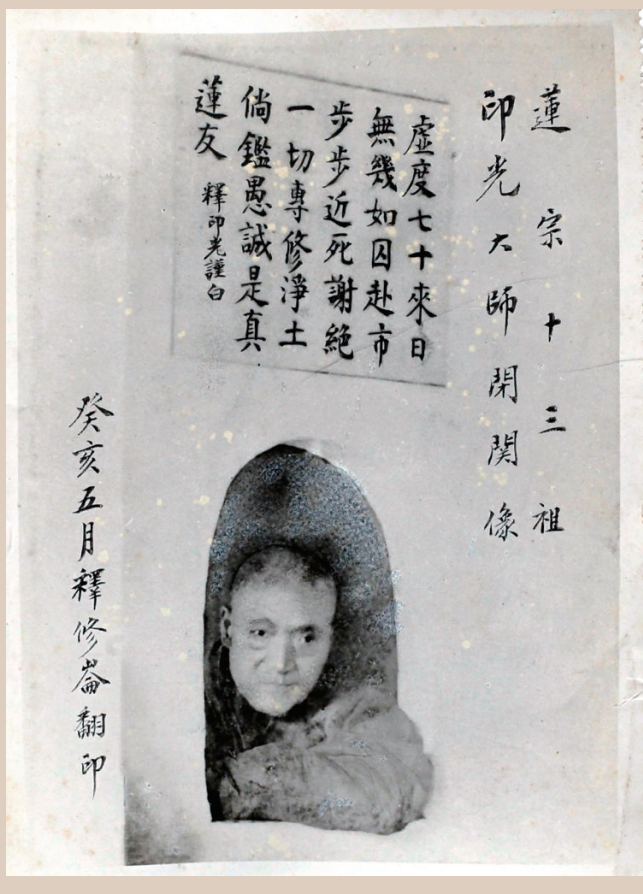 蓮宗十三祖
印光大師閉關像
虛度七十來日
無幾如囚赴市
步步近死謝絕
一切專修淨土
倘鑑愚誠是真
蓮友 釋印光謹白
癸亥五月釋修崙翻印